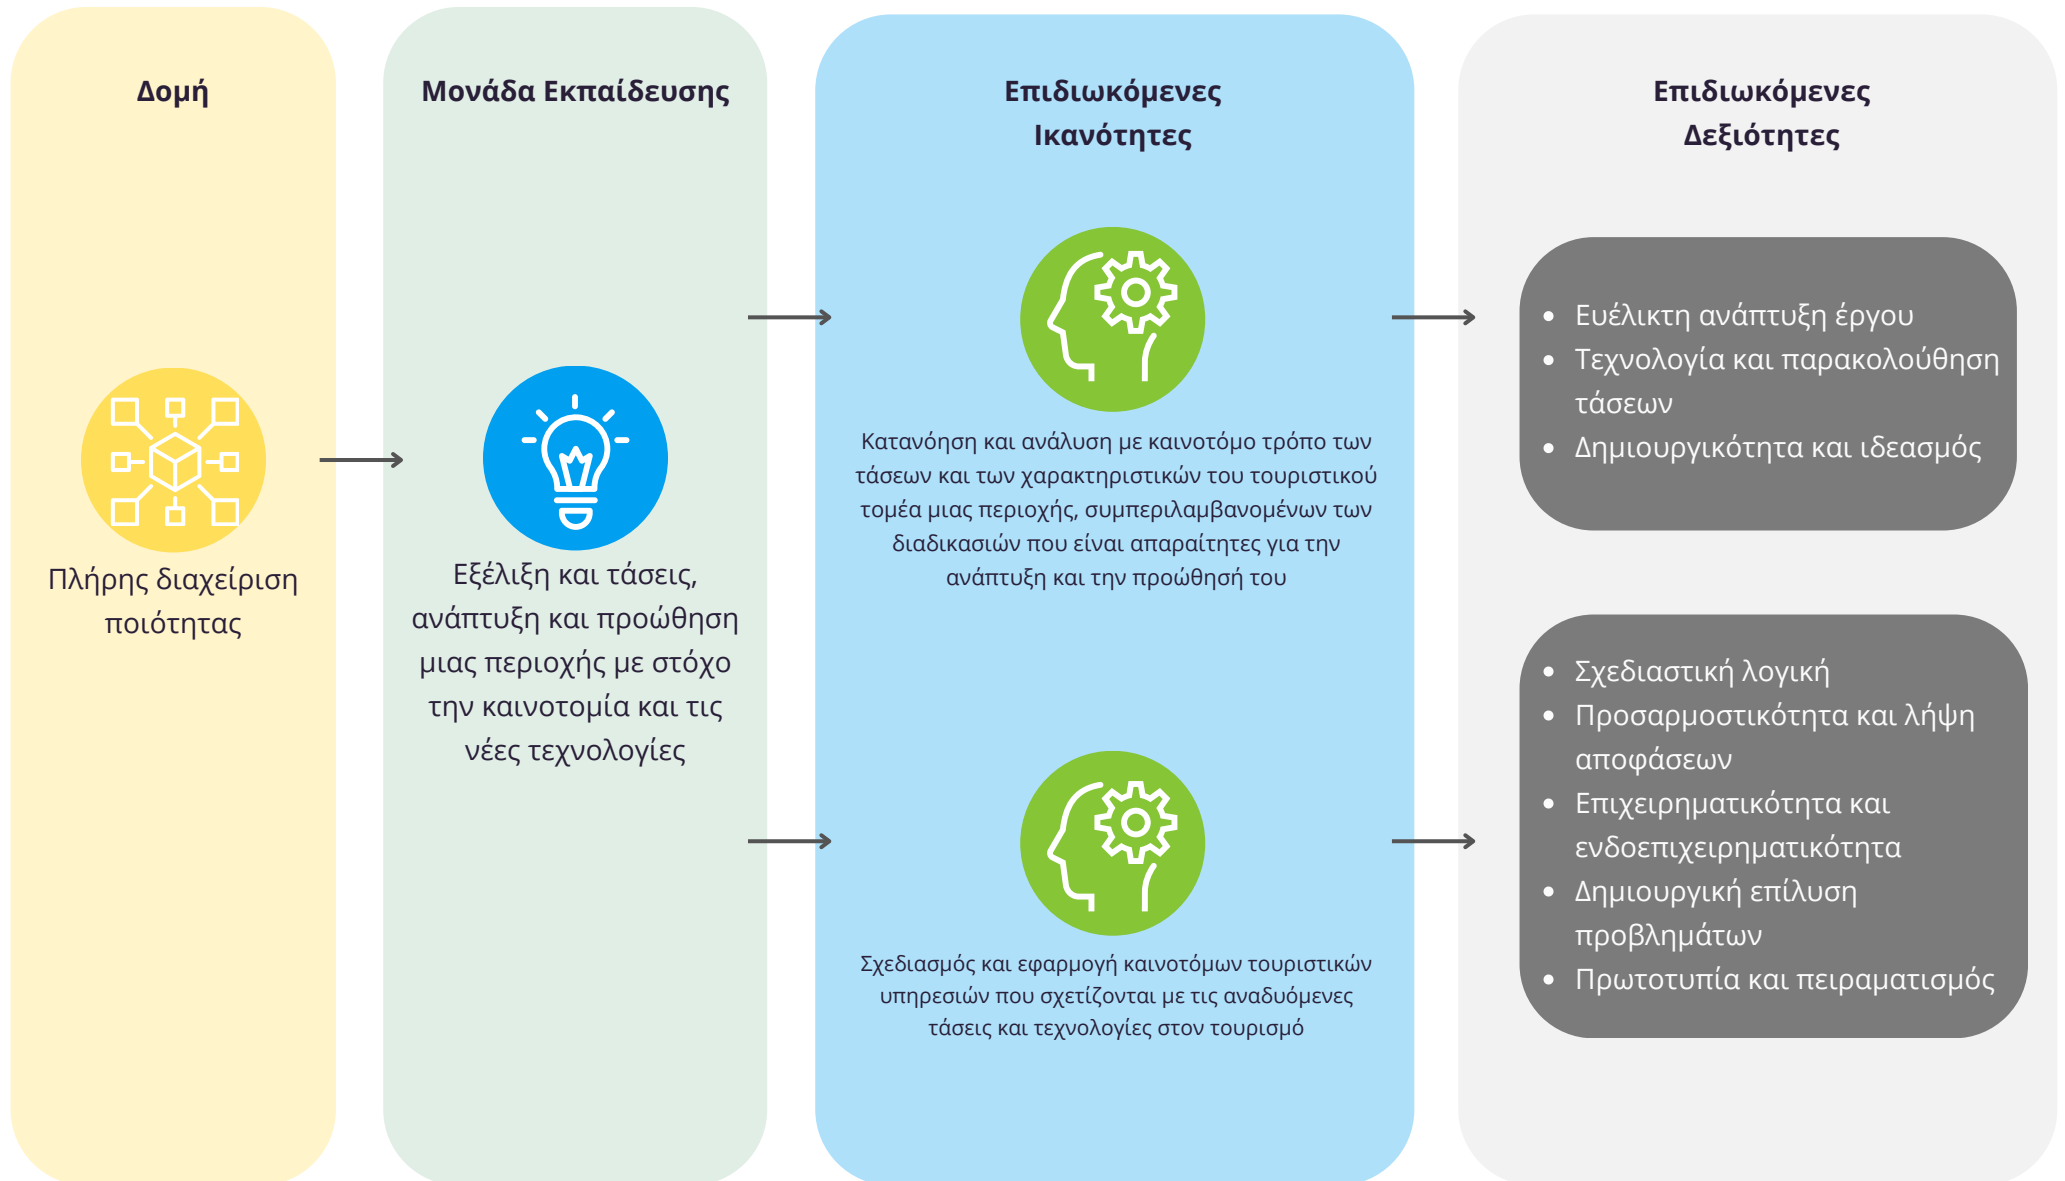 Δομή
Πλήρης διαχείριση
ποιότητας
Μονάδα Εκπαίδευσης
Εξέλιξη και τάσεις,
ανάπτυξη και προώθηση
μιας περιοχής με στόχο
την καινοτομία και τις
νέες τεχνολογίες
Επιδιωκόμενες
Ικανότητες
Κατανόηση και ανάλυση με καινοτόμο τρόπο των
τάσεων και των χαρακτηριστικών του τουριστικού
τομέα μιας περιοχής, συμπεριλαμβανομένων των
διαδικασιών που είναι απαραίτητες για την
ανάπτυξη και την προώθησή του
Σχεδιασμός και εφαρμογή καινοτόμων τουριστικών
υπηρεσιών που σχετίζονται με τις αναδυόμενες
τάσεις και τεχνολογίες στον τουρισμό
Επιδιωκόμενες
Δεξιότητες
• Ευέλικτη ανάπτυξη έργου
• Τεχνολογία και παρακολούθηση
τάσεων
• Δημιουργικότητα και ιδεασμός
• Σχεδιαστική λογική
• Προσαρμοστικότητα και λήψη
αποφάσεων
• Επιχειρηματικότητα και
ενδοεπιχειρηματικότητα
• Δημιουργική επίλυση
προβλημάτων
• Πρωτοτυπία και πειραματισμός